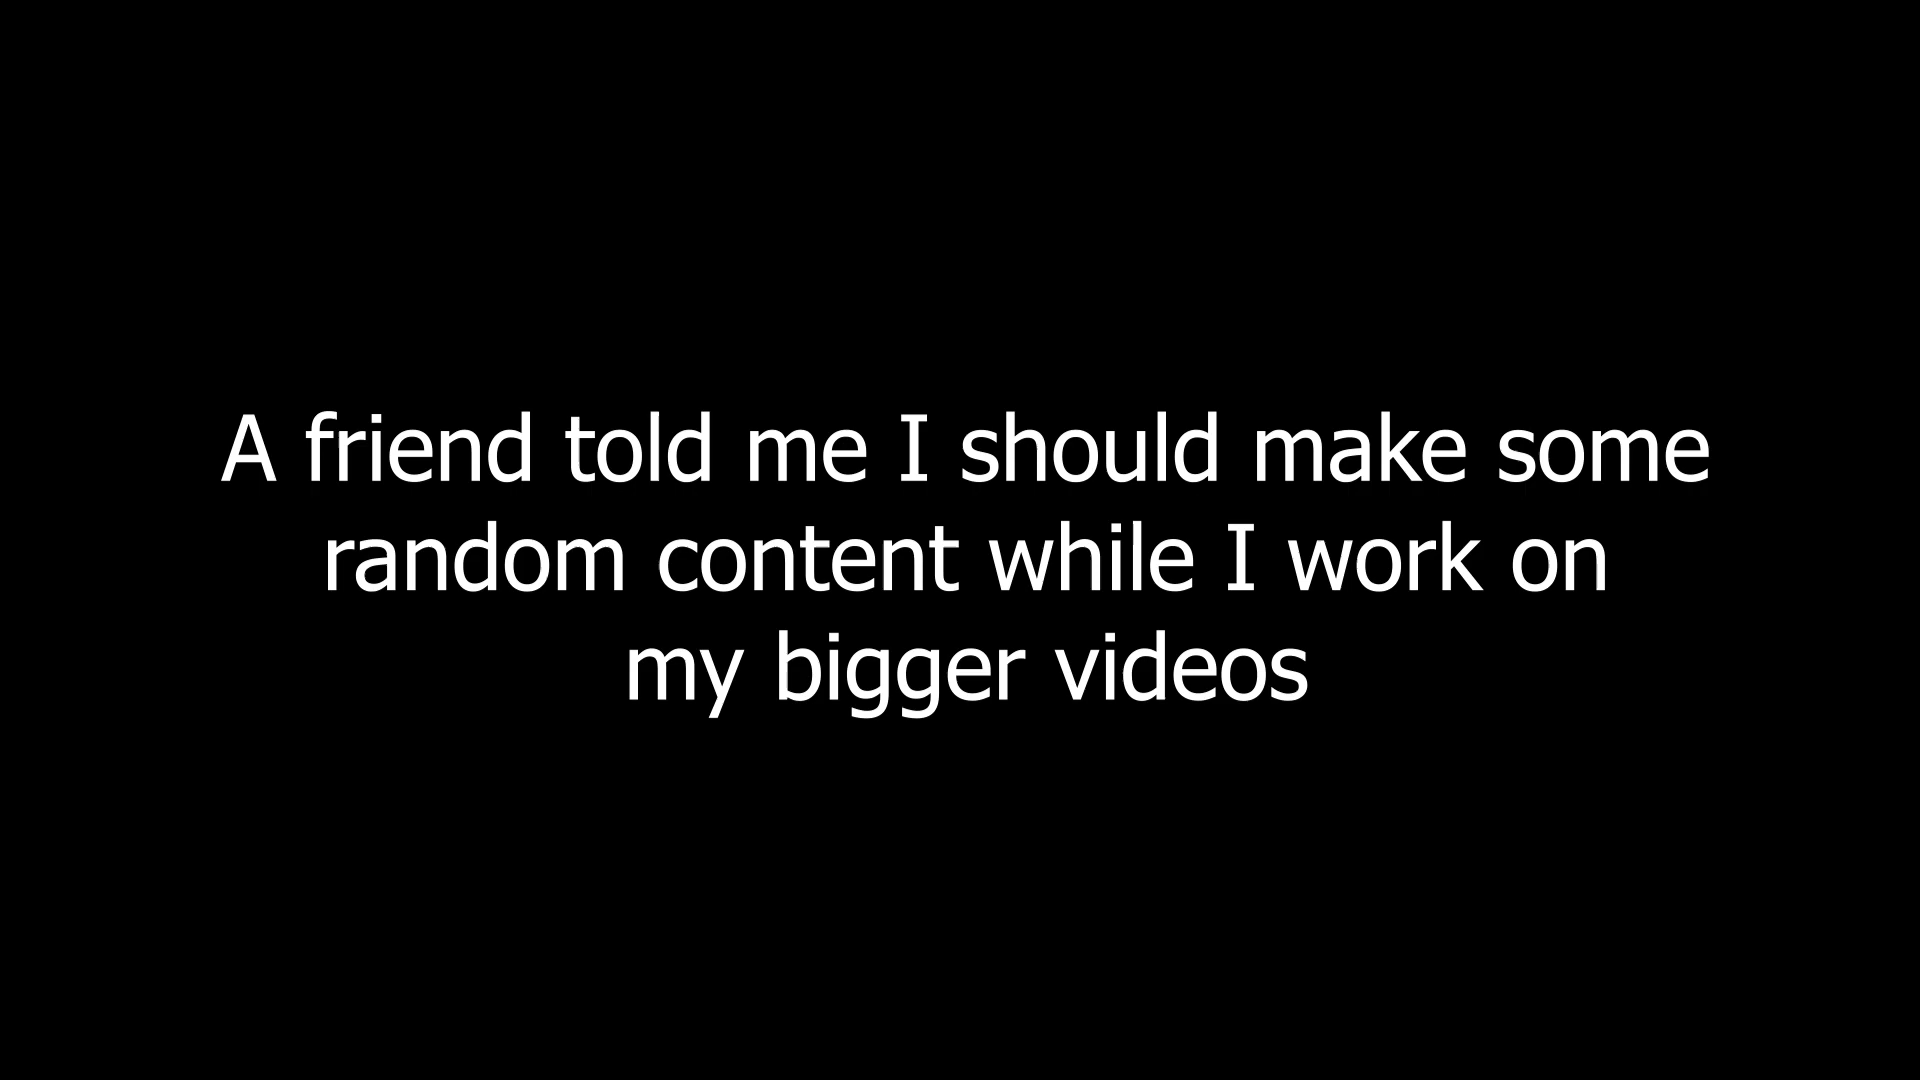 A friend told me I should make some
random content while I work on
my bigger videos